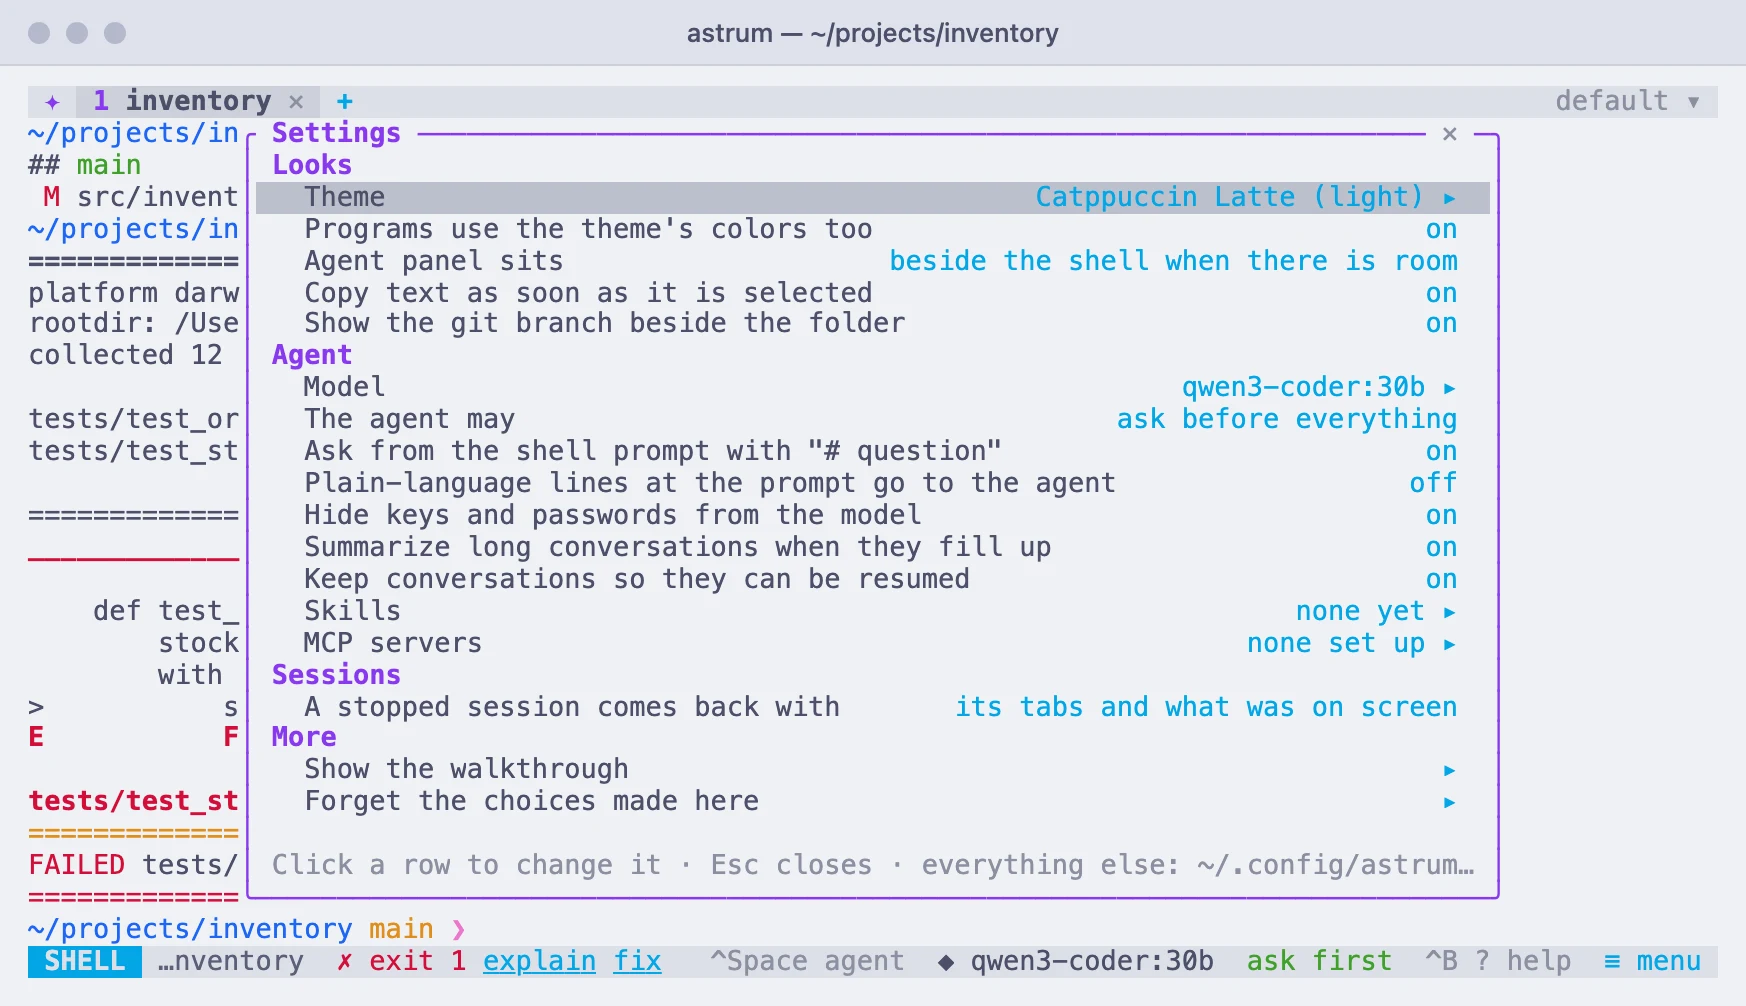 astrum — ~/projects/inventory
✦ 1 inventory × + default ▼
~/projects/in Settings ×
## main Looks
M src/invent Theme Catppuccin Latte (light) ▸
~/projects/in Programs use the theme's colors too on
============= Agent panel sits beside the shell when there is room
platform darw Copy text as soon as it is selected on
rootdir: /Use Show the git branch beside the folder on
collected 12 Agent
Model qwen3-coder:30b ▸
tests/test_or The agent may ask before everything
tests/test_st Ask from the shell prompt with "# question" on
Plain-language lines at the prompt go to the agent off
============= Hide keys and passwords from the model on
_____________ Summarize long conversations when they fill up on
Keep conversations so they can be resumed on
def test_ Skills none yet ▸
stock MCP servers none set up ▸
with Sessions
> s A stopped session comes back with its tabs and what was on screen
E F More
Show the walkthrough ▸
tests/test_st Forget the choices made here ▸
=============
FAILED tests/ Click a row to change it · Esc closes · everything else: ~/.config/astrum…
=============
~/projects/inventory main ❯
SHELL …nventory ✗ exit 1 explain fix ^Space agent ◆ qwen3-coder:30b ask first ^B ? help ≡ menu